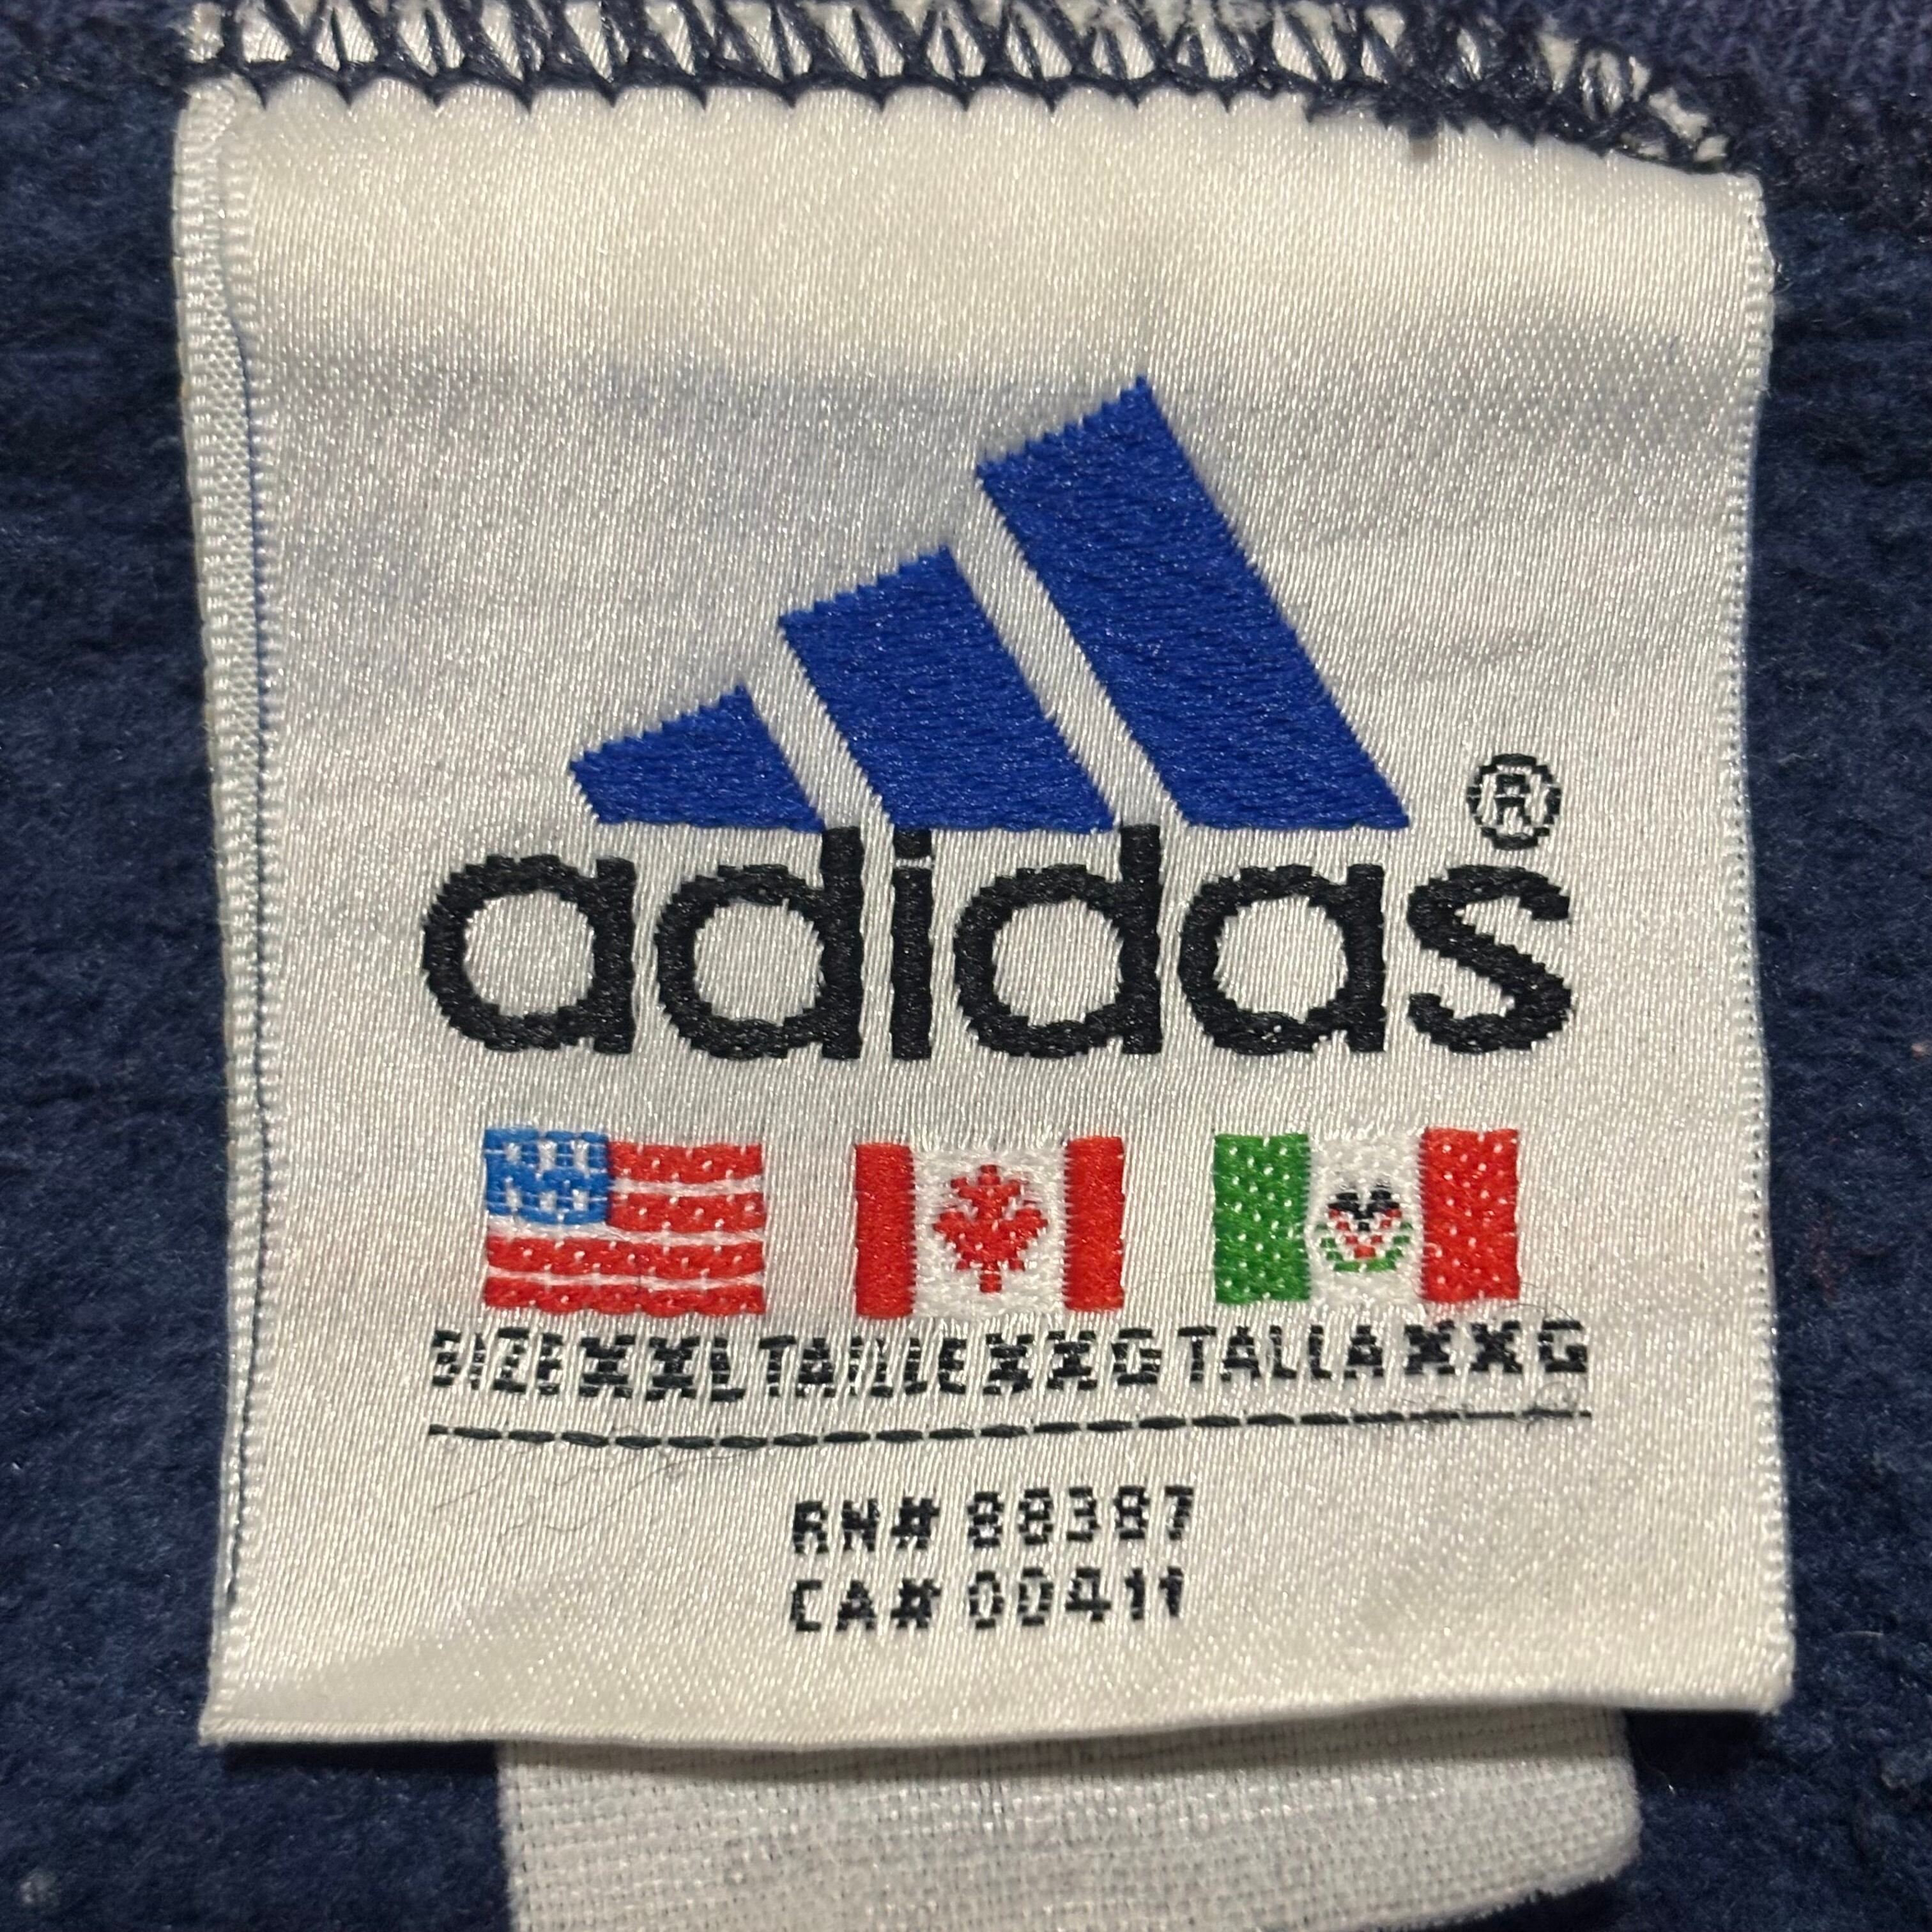 ®
adidas
SIZE XXL TAILLE XXG TALLA XXG
RN# 88387
CA# 00411